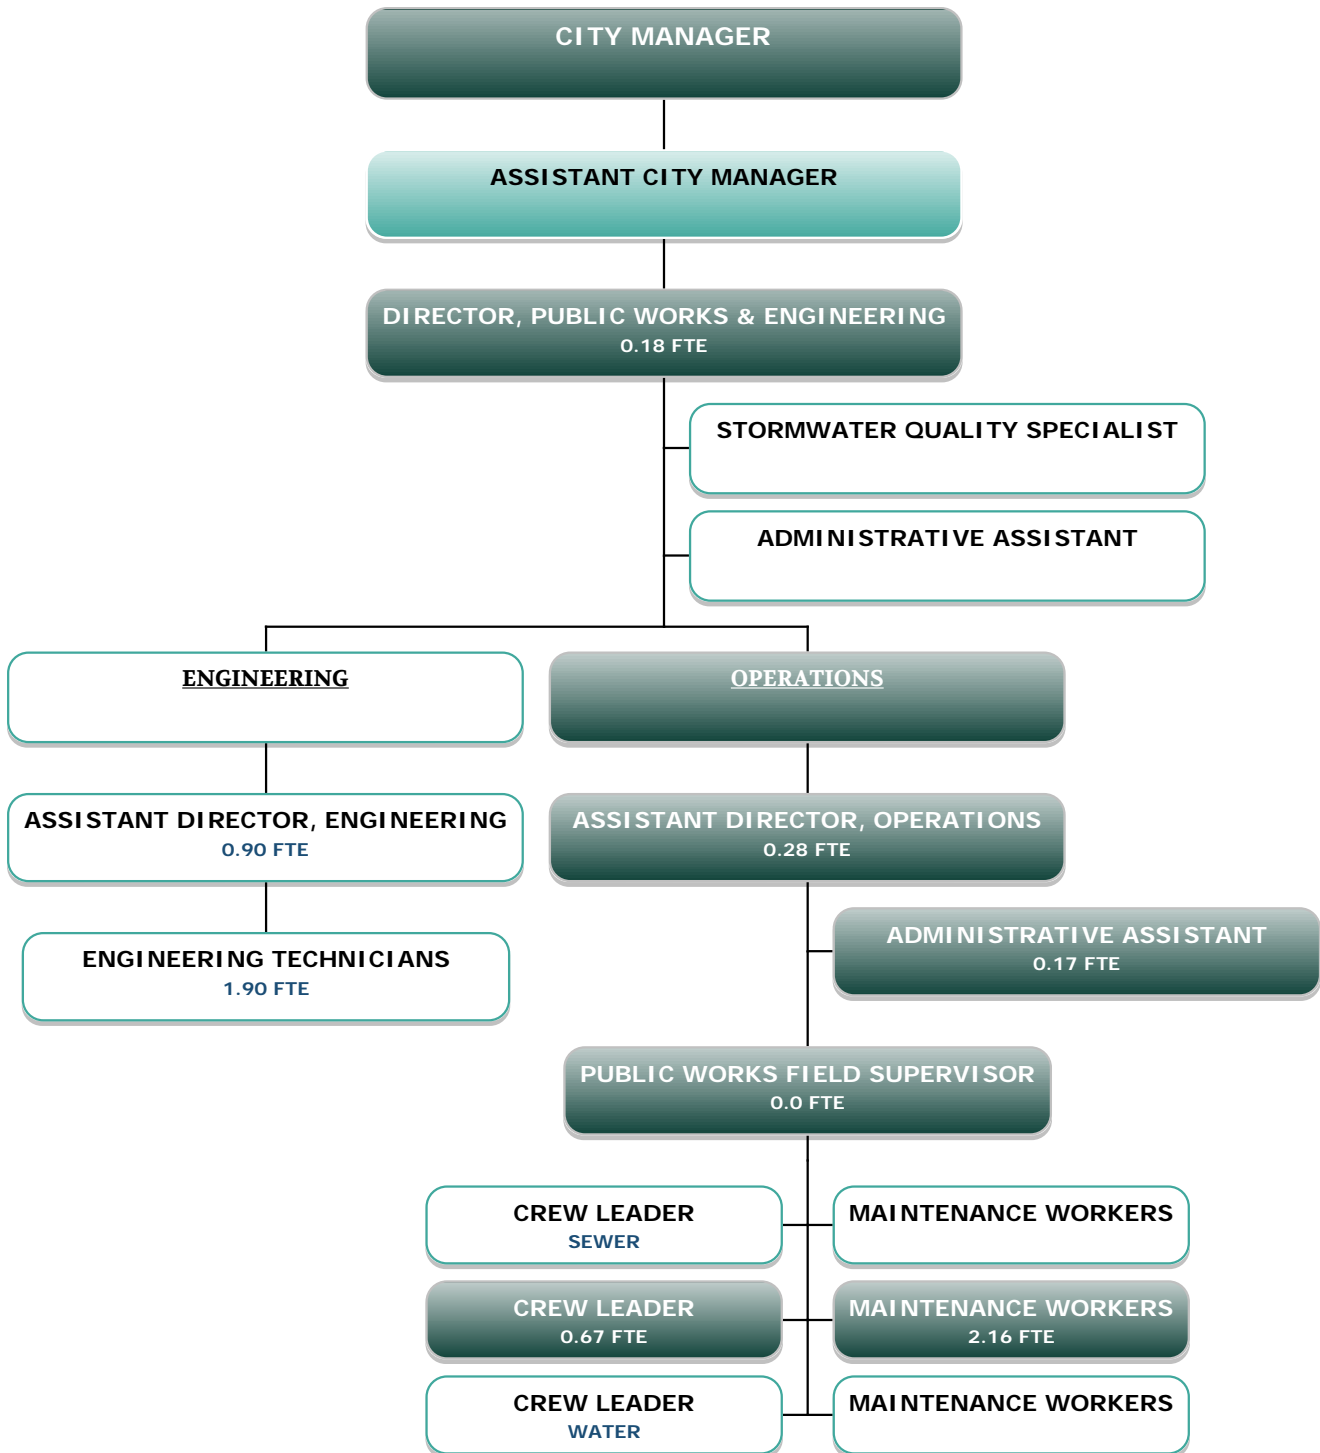 CITY MANAGER
ASSISTANT CITY MANAGER
DIRECTOR, PUBLIC WORKS & ENGINEERING
0.18 FTE
STORMWATER QUALITY SPECIALIST
ADMINISTRATIVE ASSISTANT
ENGINEERING
OPERATIONS
ASSISTANT DIRECTOR, ENGINEERING
0.90 FTE
ASSISTANT DIRECTOR, OPERATIONS
0.28 FTE
ENGINEERING TECHNICIANS
1.90 FTE
ADMINISTRATIVE ASSISTANT
0.17 FTE
PUBLIC WORKS FIELD SUPERVISOR
0.0 FTE
CREW LEADER
SEWER
MAINTENANCE WORKERS
CREW LEADER
0.67 FTE
MAINTENANCE WORKERS
2.16 FTE
CREW LEADER
WATER
MAINTENANCE WORKERS